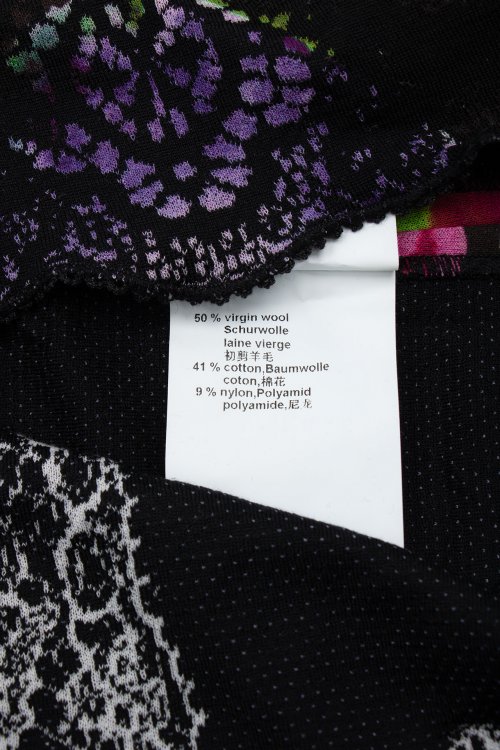 50 % virgin wool
Schurwolle
laine vierge
初剪羊毛
41 % cotton,Baumwolle
coton,棉花
9 % nylon,Polyamid
polyamide,尼龙